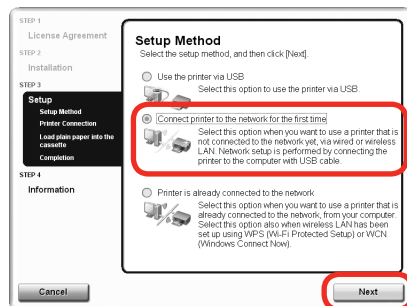 STEP 1
License Agreement
STEP 2
Installation
STEP 3
Setup
Setup Method
Printer Connection
Load plain paper into the
cassette
Completion
STEP 4
Information
Setup Method
Select the setup method, and then click [Next].
Use the printer via USB
Select this option to use the printer via USB.
Connect printer to the network for the first time
Select this option when you want to use a printer that is
not connected to the network yet, via wired or wireless
LAN. Network setup is performed by connecting the
printer to the computer with USB cable.
Printer is already connected to the network
Select this option when you want to use a printer that is
already connected to the network, from your computer.
Select this option also when wireless LAN has been
set up using WPS (Wi-Fi Protected Setup) or WCN
(Windows Connect Now).
Cancel
Next